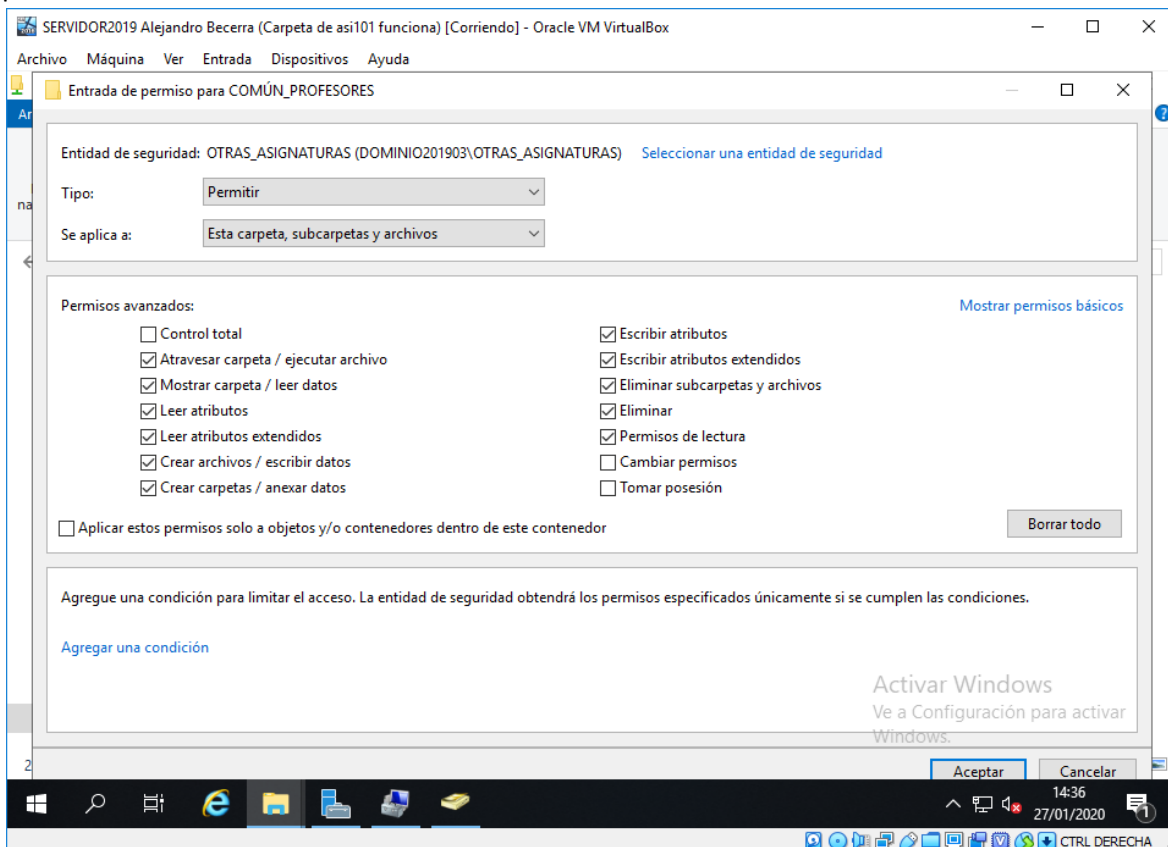 SERVIDOR2019 Alejandro Becerra (Carpeta de asi101 funciona) [Corriendo] - Oracle VM VirtualBox
Archivo Máquina Ver Entrada Dispositivos Ayuda
Entrada de permiso para COMÚN_PROFESORES
Ar
na
Entidad de seguridad: OTRAS_ASIGNATURAS (DOMINIO201903\OTRAS_ASIGNATURAS) Seleccionar una entidad de seguridad
Tipo: Permitir
Se aplica a: Esta carpeta, subcarpetas y archivos
Permisos avanzados: Mostrar permisos básicos
Control total Escribir atributos
Atravesar carpeta / ejecutar archivo Escribir atributos extendidos
Mostrar carpeta / leer datos Eliminar subcarpetas y archivos
Leer atributos Eliminar
Leer atributos extendidos Permisos de lectura
Crear archivos / escribir datos Cambiar permisos
Crear carpetas / anexar datos Tomar posesión
Aplicar estos permisos solo a objetos y/o contenedores dentro de este contenedor Borrar todo
Agregue una condición para limitar el acceso. La entidad de seguridad obtendrá los permisos especificados únicamente si se cumplen las condiciones.
Agregar una condición
Activar Windows
Ve a Configuración para activar
Windows.
2
Aceptar Cancelar
14:36
27/01/2020
1
CTRL DERECHA